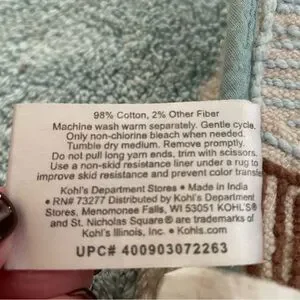 98% Cotton, 2% Other Fiber
Machine wash warm separately. Gentle cycle.
Only non-chlorine bleach when needed.
Tumble dry medium. Remove promptly.
Do not pull long yarn ends, trim with scissors.
Use a non-skid resistance liner under a rug to
improve skid resistance and prevent color transfer
Kohl's Department Stores • Made in India
• RN# 73277 Distributed by Kohl's Department
Stores, Menomonee Falls, WI 53051 KOHL'S®
and St. Nicholas Square® are trademarks of
Kohl's Illinois, Inc. • Kohls.com
UPC# 400903072263